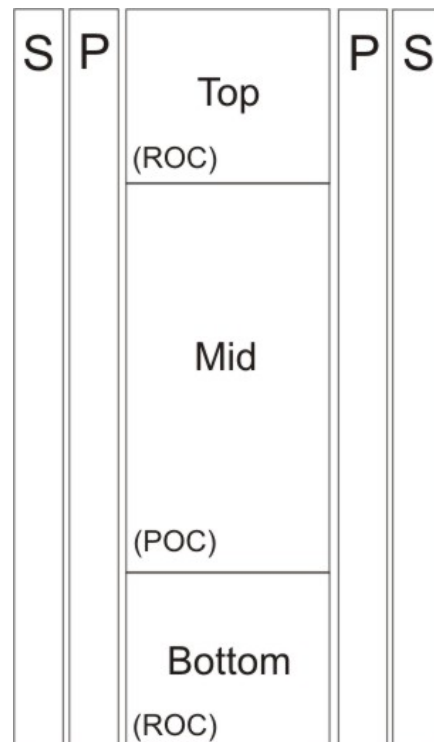 S P Top P S
(ROC)
Mid
(POC)
Bottom
(ROC)